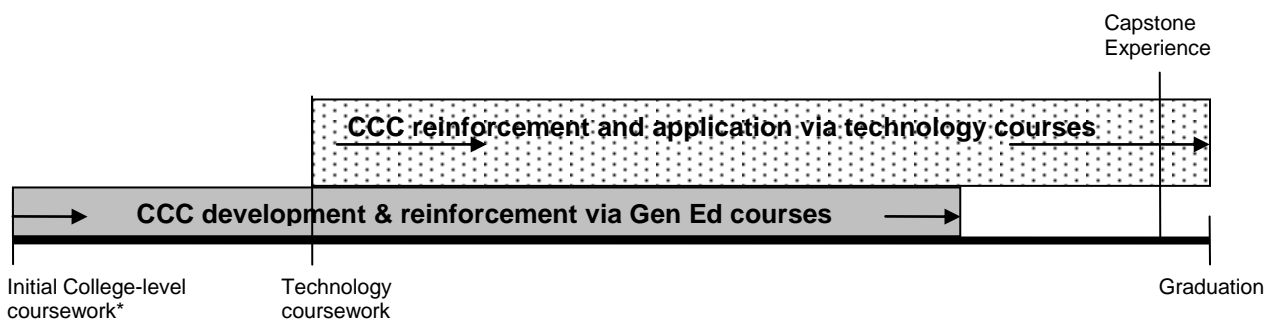 Capstone
Experience
CCC reinforcement and application via technology courses
CCC development & reinforcement via Gen Ed courses
Initial College-level
coursework*
Technology
coursework
Graduation